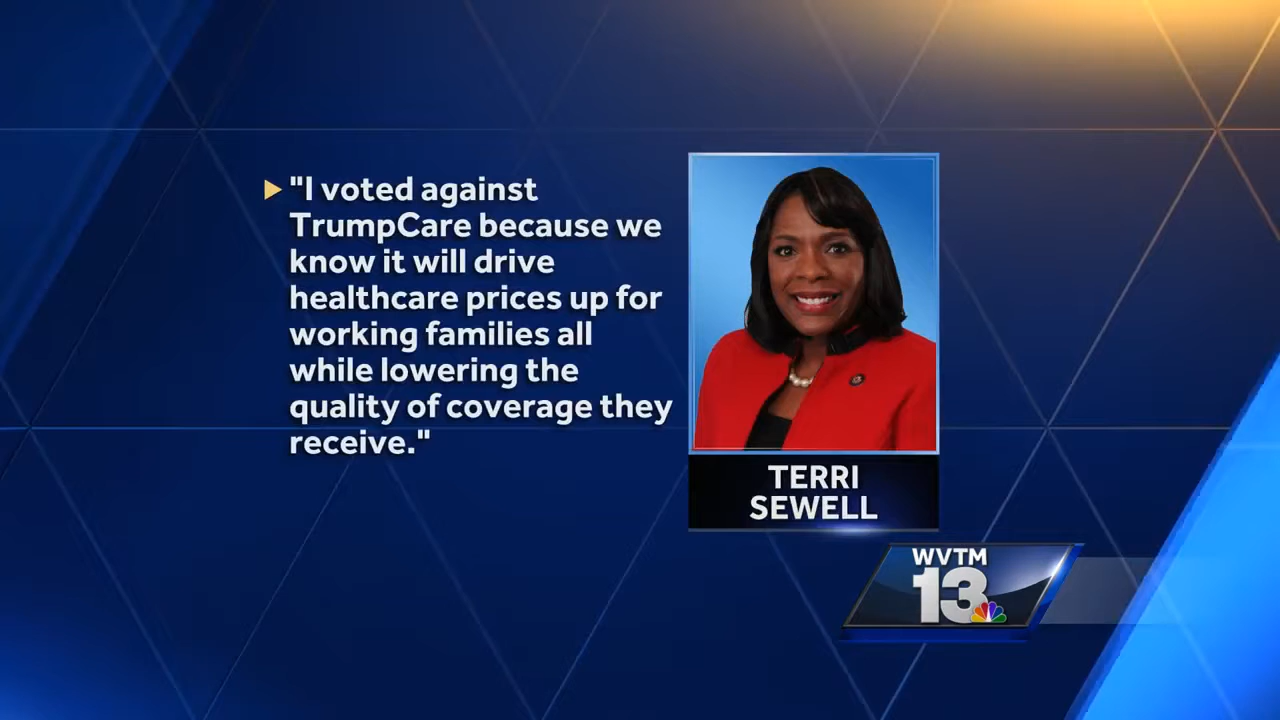 "I voted against
TrumpCare because we
know it will drive
healthcare prices up for
working families all
while lowering the
quality of coverage they
receive."
TERRI
SEWELL
WVTM
13